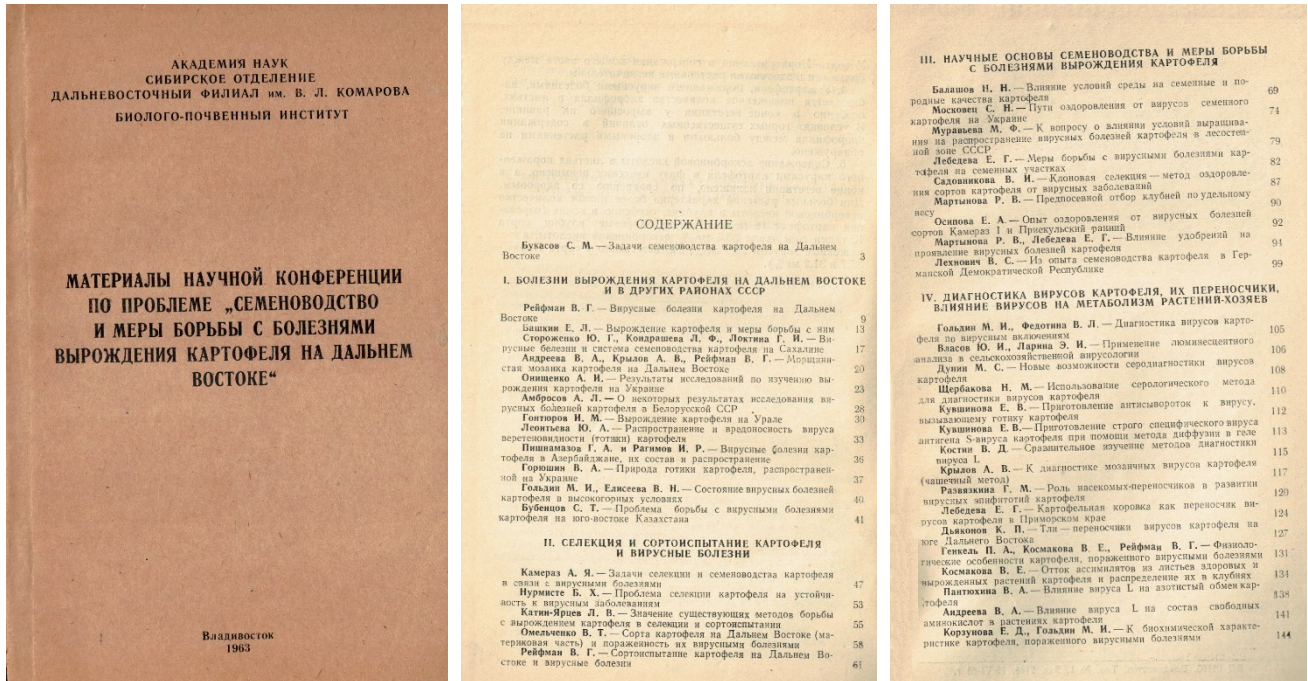 АКАДЕМИЯ НАУК
СИБИРСКОЕ ОТДЕЛЕНИЕ
ДАЛЬНЕВОСТОЧНЫЙ ФИЛИАЛ им. В. Л. КОМАРОВА
БИОЛОГО-ПОЧВЕННЫЙ ИНСТИТУТ
МАТЕРИАЛЫ НАУЧНОЙ КОНФЕРЕНЦИИ
ПО ПРОБЛЕМЕ „СЕМЕНОВОДСТВО
И МЕРЫ БОРЬБЫ С БОЛЕЗНЯМИ
ВЫРОЖДЕНИЯ КАРТОФЕЛЯ НА ДАЛЬНЕМ
ВОСТОКЕ“
Владивосток
1963
СОДЕРЖАНИЕ
Букасов С. М. — Задачи семеноводства картофеля на Дальнем
Востоке 3
I. БОЛЕЗНИ ВЫРОЖДЕНИЯ КАРТОФЕЛЯ НА ДАЛЬНЕМ ВОСТОКЕ
И В ДРУГИХ РАЙОНАХ СССР
Рейфман В. Г. — Вирусные болезни картофеля на Дальнем
Востоке 9
Башкин Е. Л. — Вырождение картофеля и меры борьбы с ним 13
Стороженко Ю. Г., Кондрашева Л. Ф., Локтина Г. И. — Ви-
русные болезни и система семеноводства картофеля на Сахалине 17
Андреева В. А., Крылов А. В., Рейфман В. Г. — Морщини-
стая мозаика картофеля на Дальнем Востоке 20
Онищенко А. И. — Результаты исследований по изучению вы-
рождения картофеля на Украине 23
Амбросов А. Л. — О некоторых результатах исследования ви-
русных болезней картофеля в Белорусской ССР 28
Гонтюров И. М. — Вырождение картофеля на Урале 30
Леонтьева Ю. А. — Распространение и вредоносность вируса
веретеновидности (готики) картофеля 33
Пишнамазов Г. А. и Рагимов И. Р. — Вирусные болезни кар-
тофеля в Азербайджане, их состав и распространение 36
Горюшин В. А. — Природа готики картофеля, распространен-
ной на Украине 37
Гольдин М. И., Елисеева В. Н. — Состояние вирусных болезней
картофеля в высокогорных условиях 40
Бубенцов С. Т. — Проблема борьбы с вирусными болезнями
картофеля на юго-востоке Казахстана 41
II. СЕЛЕКЦИЯ И СОРТОИСПЫТАНИЕ КАРТОФЕЛЯ
И ВИРУСНЫЕ БОЛЕЗНИ
Камераз А. Я. — Задачи селекции и семеноводства картофеля
в связи с вирусными болезнями 47
Нурмисте Б. Х. — Проблема селекции картофеля на устойчи-
вость к вирусным заболеваниям 53
Катин-Ярцев Л. В. — Значение существующих методов борьбы
с вырождением картофеля в селекции и сортоиспытании 55
Омельченко В. Т. — Сорта картофеля на Дальнем Востоке (ма-
териковая часть) и пораженность их вирусными болезнями 58
Рейфман В. Г. — Сортоиспытание картофеля на Дальнем Во-
стоке и вирусные болезни 61
III. НАУЧНЫЕ ОСНОВЫ СЕМЕНОВОДСТВА И МЕРЫ БОРЬБЫ
С БОЛЕЗНЯМИ ВЫРОЖДЕНИЯ КАРТОФЕЛЯ
Балашов Н. Н. — Влияние условий среды на семенные и по-
родные качества картофеля 69
Московец С. Н. — Пути оздоровления от вирусов семенного
картофеля на Украине 74
Муравьева М. Ф. — К вопросу о влиянии условий выращива-
ния на распространение вирусных болезней картофеля в лесостеп-
ной зоне СССР 79
Лебедева Е. Г. — Меры борьбы с вирусными болезнями кар-
тофеля на семенных участках 82
Садовникова В. И. — Клоновая селекция — метод оздоровле-
ния сортов картофеля от вирусных заболеваний 87
Мартынова Р. В. — Предпосевной отбор клубней по удельному
весу 90
Осипова Е. А. — Опыт оздоровления от вирусных болезней
сортов Камераз I и Приекульский ранний 92
Мартынова Р. В., Лебедева Е. Г. — Влияние удобрений на
проявление вирусных болезней картофеля 94
Лехнович В. С. — Из опыта семеноводства картофеля в Гер-
манской Демократической Республике 99
IV. ДИАГНОСТИКА ВИРУСОВ КАРТОФЕЛЯ, ИХ ПЕРЕНОСЧИКИ,
ВЛИЯНИЕ ВИРУСОВ НА МЕТАБОЛИЗМ РАСТЕНИЙ-ХОЗЯЕВ
Гольдин М. И., Федотина В. Л. — Диагностика вирусов карто-
феля по вирусным включениям 105
Власов Ю. И., Ларина Э. И. — Применение люминесцентного
анализа в сельскохозяйственной вирусологии 106
Дунин М. С. — Новые возможности серодиагностики вирусов
картофеля 108
Щербакова Н. М. — Использование серологического метода
для диагностики вирусов картофеля 110
Кувшинова Е. В. — Приготовление антисывороток к вирусу,
вызывающему готику картофеля 112
Кувшинова Е. В. — Приготовление строго специфического вируса
антигена S-вируса картофеля при помощи метода диффузии в геле 113
Костин В. Д. — Сравнительное изучение методов диагностики
вируса L 115
Крылов А. В. — К диагностике мозаичных вирусов картофеля
(чашечный метод) 117
Развязкина Г. М. — Роль насекомых-переносчиков в развитии
вирусных эпифитотий картофеля 120
Лебедева Е. Г. — Картофельная коровка как переносчик ви-
русов картофеля в Приморском крае 124
Дьяконов К. П. — Тли — переносчики вирусов картофеля на
юге Дальнего Востока 127
Генкель П. А., Космакова В. Е., Рейфман В. Г. — Физиоло-
гические особенности картофеля, пораженного вирусными болезнями 131
Космакова В. Е. — Отток ассимилятов из листьев здоровых и
вырожденных растений картофеля и распределение их в клубнях 134
Пантюхина В. А. — Влияние вируса L на азотистый обмен кар-
тофеля 138
Андреева В. А. — Влияние вируса L на состав свободных
аминокислот в растениях картофеля 141
Корзунова Е. Д., Гольдин М. И. — К биохимической характе-
ристике картофеля, пораженного вирусными болезнями 144